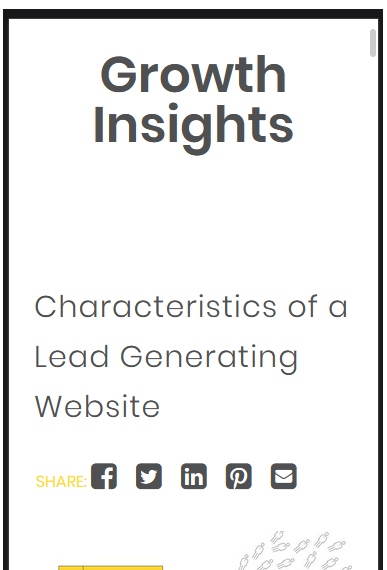 Growth
Insights
Characteristics of a
Lead Generating
Website
SHARE: